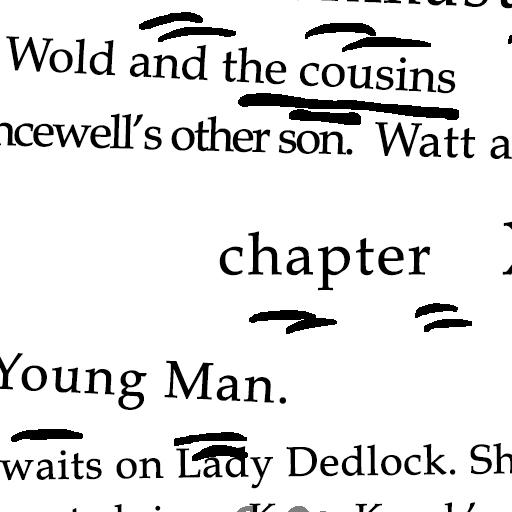 Wold and the cousins
ncewell's other son. Watt a
chapter
Young Man.
waits on Lady Dedlock. Sh